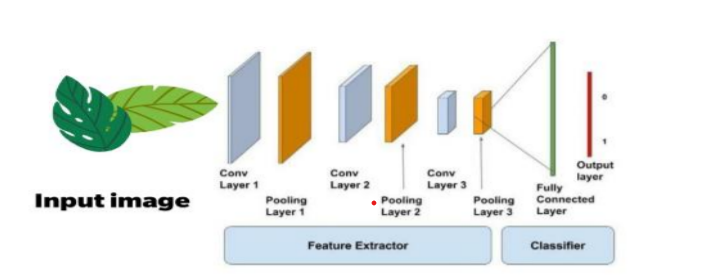 0
1
Conv
Layer 1
Pooling
Layer 1
Conv
Layer 2
Pooling
Layer 2
Conv
Layer 3
Pooling
Layer 3
Fully
Connected
Layer
Output
layer
Input image
Feature Extractor
Classifier